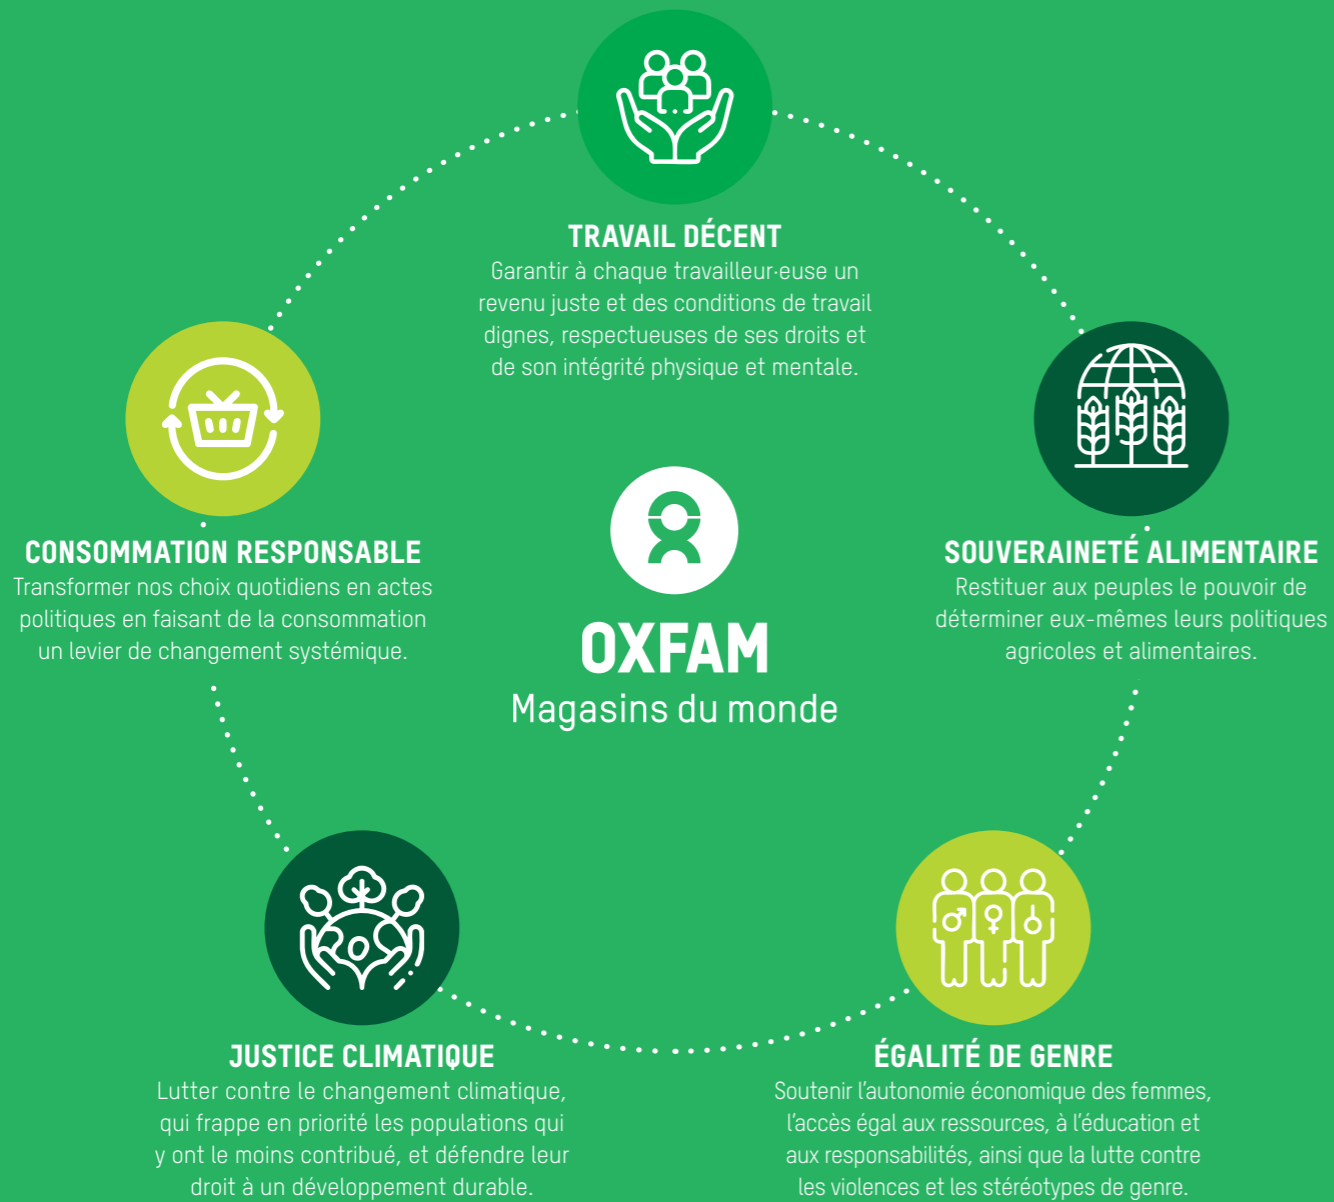 TRAVAIL DÉCENT
Garantir à chaque travailleur·euse un
revenu juste et des conditions de travail
dignes, respectueuses de ses droits et
de son intégrité physique et mentale.
CONSOMMATION RESPONSABLE
Transformer nos choix quotidiens en actes
politiques en faisant de la consommation
un levier de changement systémique.
SOUVERAINETÉ ALIMENTAIRE
Restituer aux peuples le pouvoir de
déterminer eux-mêmes leurs politiques
agricoles et alimentaires.
OXFAM
Magasins du monde
JUSTICE CLIMATIQUE
Lutter contre le changement climatique,
qui frappe en priorité les populations qui
y ont le moins contribué, et défendre leur
droit à un développement durable.
ÉGALITÉ DE GENRE
Soutenir l'autonomie économique des femmes,
l'accès égal aux ressources, à l'éducation et
aux responsabilités, ainsi que la lutte contre
les violences et les stéréotypes de genre.